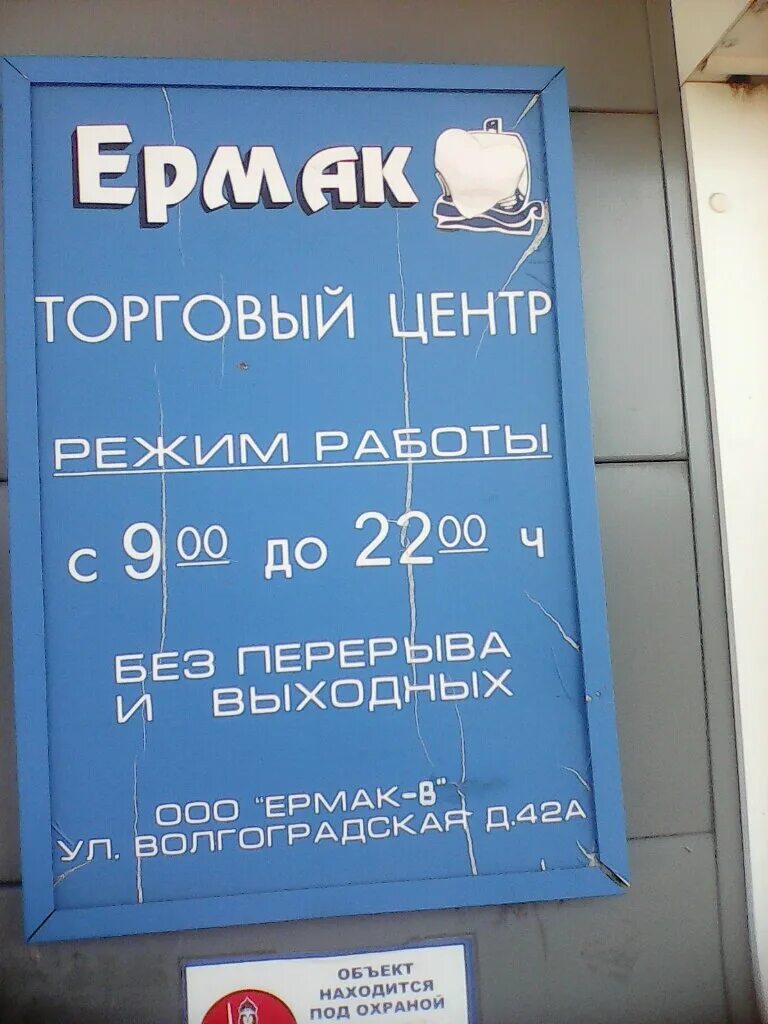 Ермак
ТОРГОВЫЙ ЦЕНТР
РЕЖИМ РАБОТЫ
с 9 00 до 22 00 ч
БЕЗ ПЕРЕРЫВА
И ВЫХОДНЫХ
ООО "ЕРМАК-8"
УЛ. ВОЛГОГРАДСКАЯ Д.42А
ОБЪЕКТ
НАХОДИТСЯ
ПОД ОХРАНОЙ